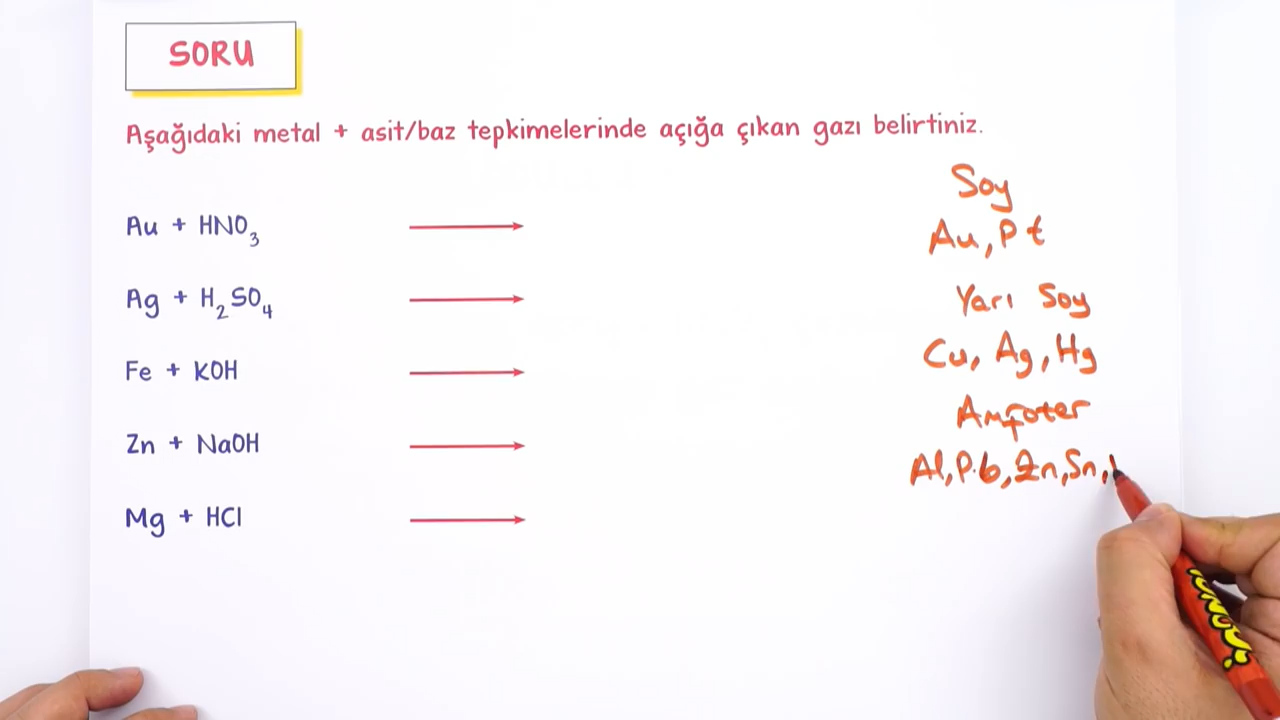 SORU
Aşağıdaki metal + asit/baz tepkimelerinde açığa çıkan gazı belirtiniz.
Au + HNO₃
Ag + H₂SO₄
Fe + KOH
Zn + NaOH
Mg + HCl
Soy
Au, Pt
Yarı Soy
Cu, Ag, Hg
Amfoter
Al, Pb, Zn, Sn,